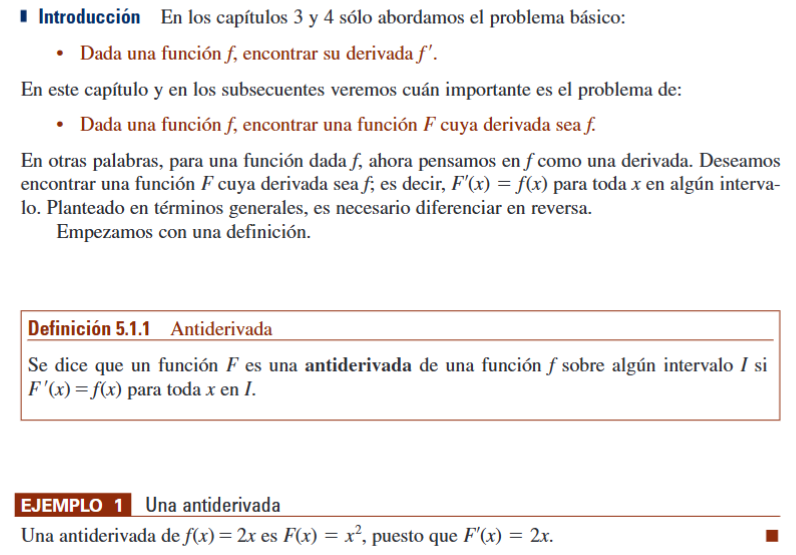 Introducción En los capítulos 3 y 4 sólo abordamos el problema básico:
• Dada una función f, encontrar su derivada f′.
En este capítulo y en los subsecuentes veremos cuán importante es el problema de:
• Dada una función f, encontrar una función F cuya derivada sea f.
En otras palabras, para una función dada f, ahora pensamos en f como una derivada. Deseamos
encontrar una función F cuya derivada sea f; es decir, F′(x) = f(x) para toda x en algún interva-
lo. Planteado en términos generales, es necesario diferenciar en reversa.
Empezamos con una definición.
Definición 5.1.1 Antiderivada
Se dice que un función F es una antiderivada de una función f sobre algún intervalo I si
F′(x) = f(x) para toda x en I.
EJEMPLO 1 Una antiderivada
Una antiderivada de f(x) = 2x es F(x) = x², puesto que F′(x) = 2x.